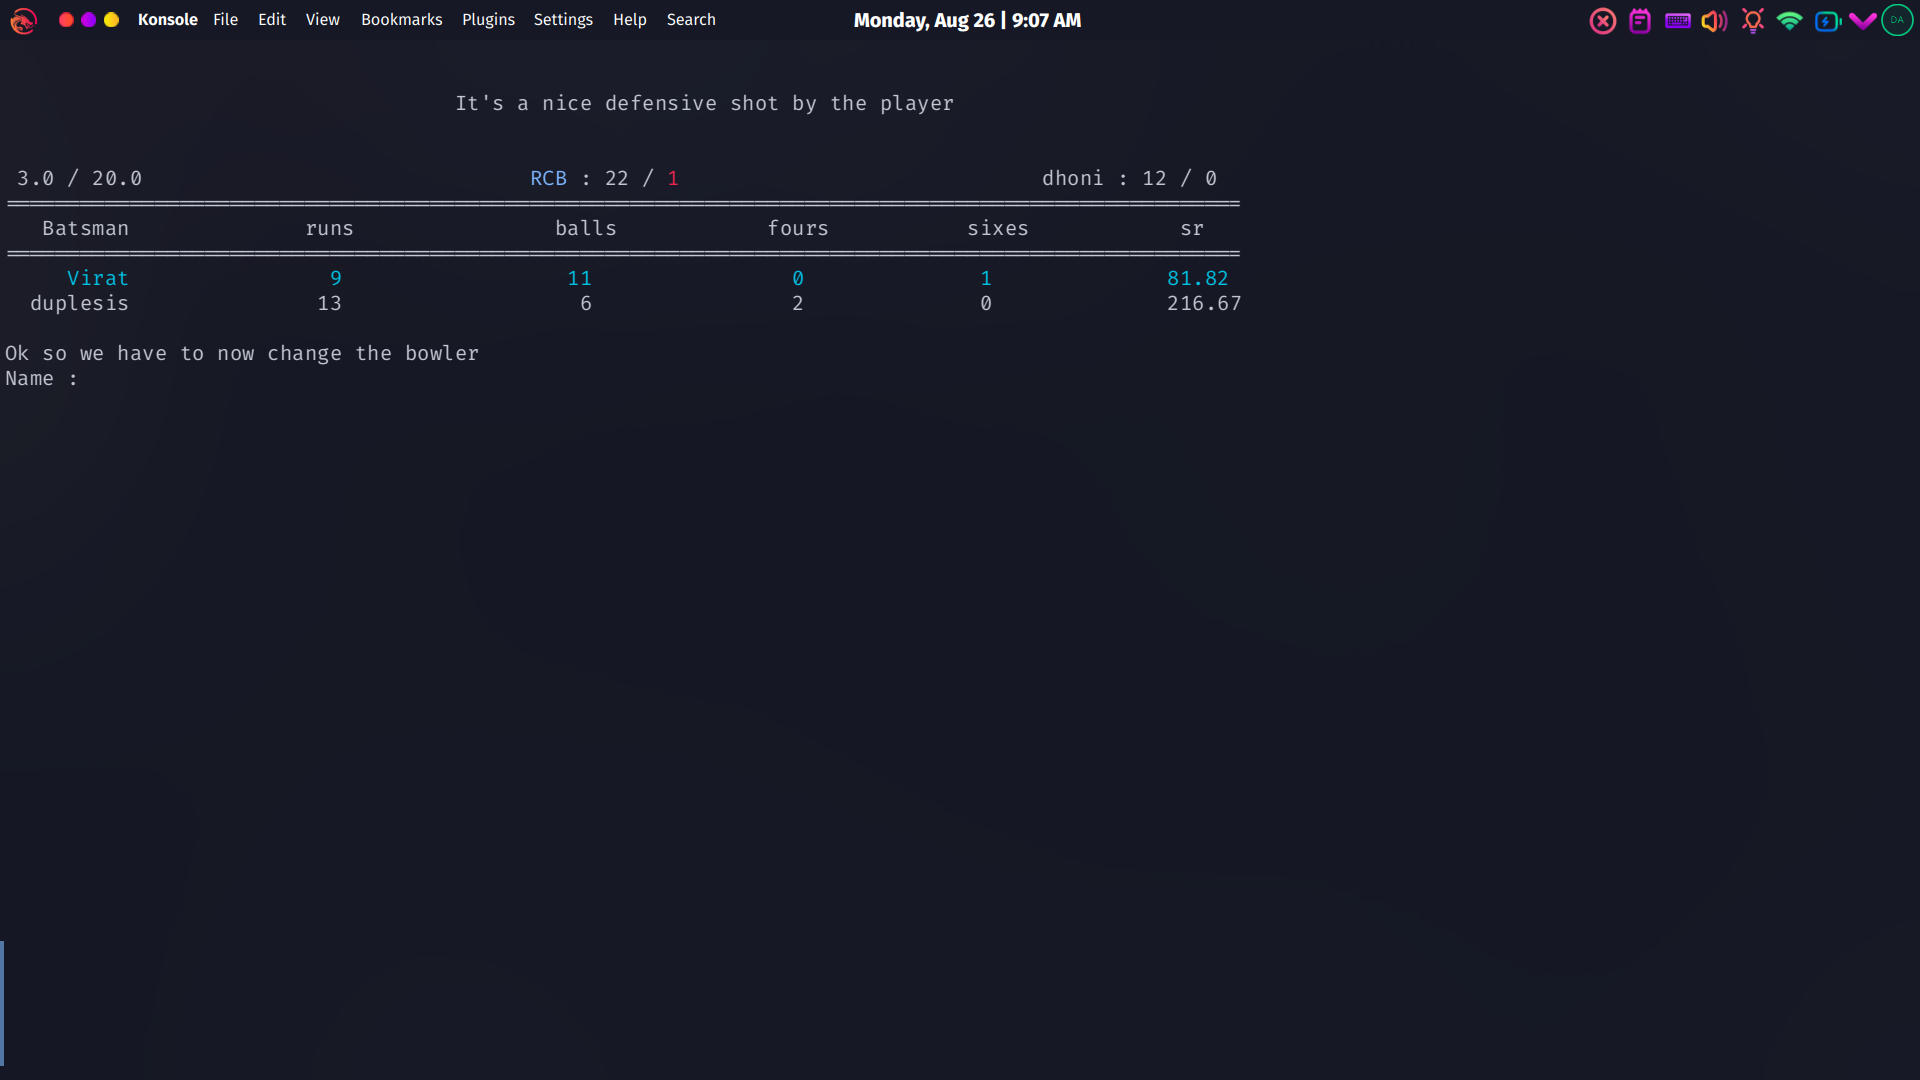 Konsole File Edit View Bookmarks Plugins Settings Help Search Monday, Aug 26 | 9:07 AM DA
It's a nice defensive shot by the player
3.0 / 20.0 RCB : 22 / 1 dhoni : 12 / 0
Batsman runs balls fours sixes sr
Virat 9 11 0 1 81.82
duplesis 13 6 2 0 216.67
Ok so we have to now change the bowler
Name :